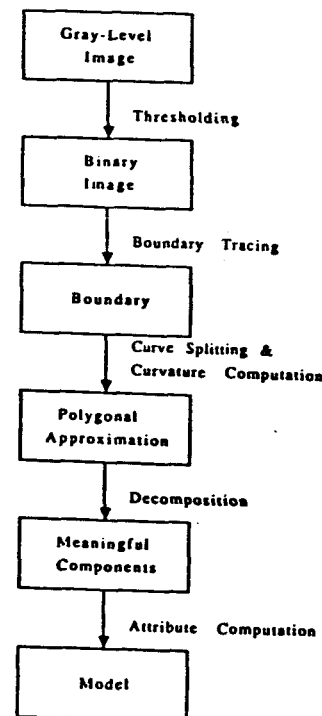 Gray-Level
Image
Thresholding
Binary
Image
Boundary Tracing
Boundary
Curve Splitting &
Curvature Computation
Polygonal
Approximation
Decomposition
Meaningful
Components
Attribute Computation
Model